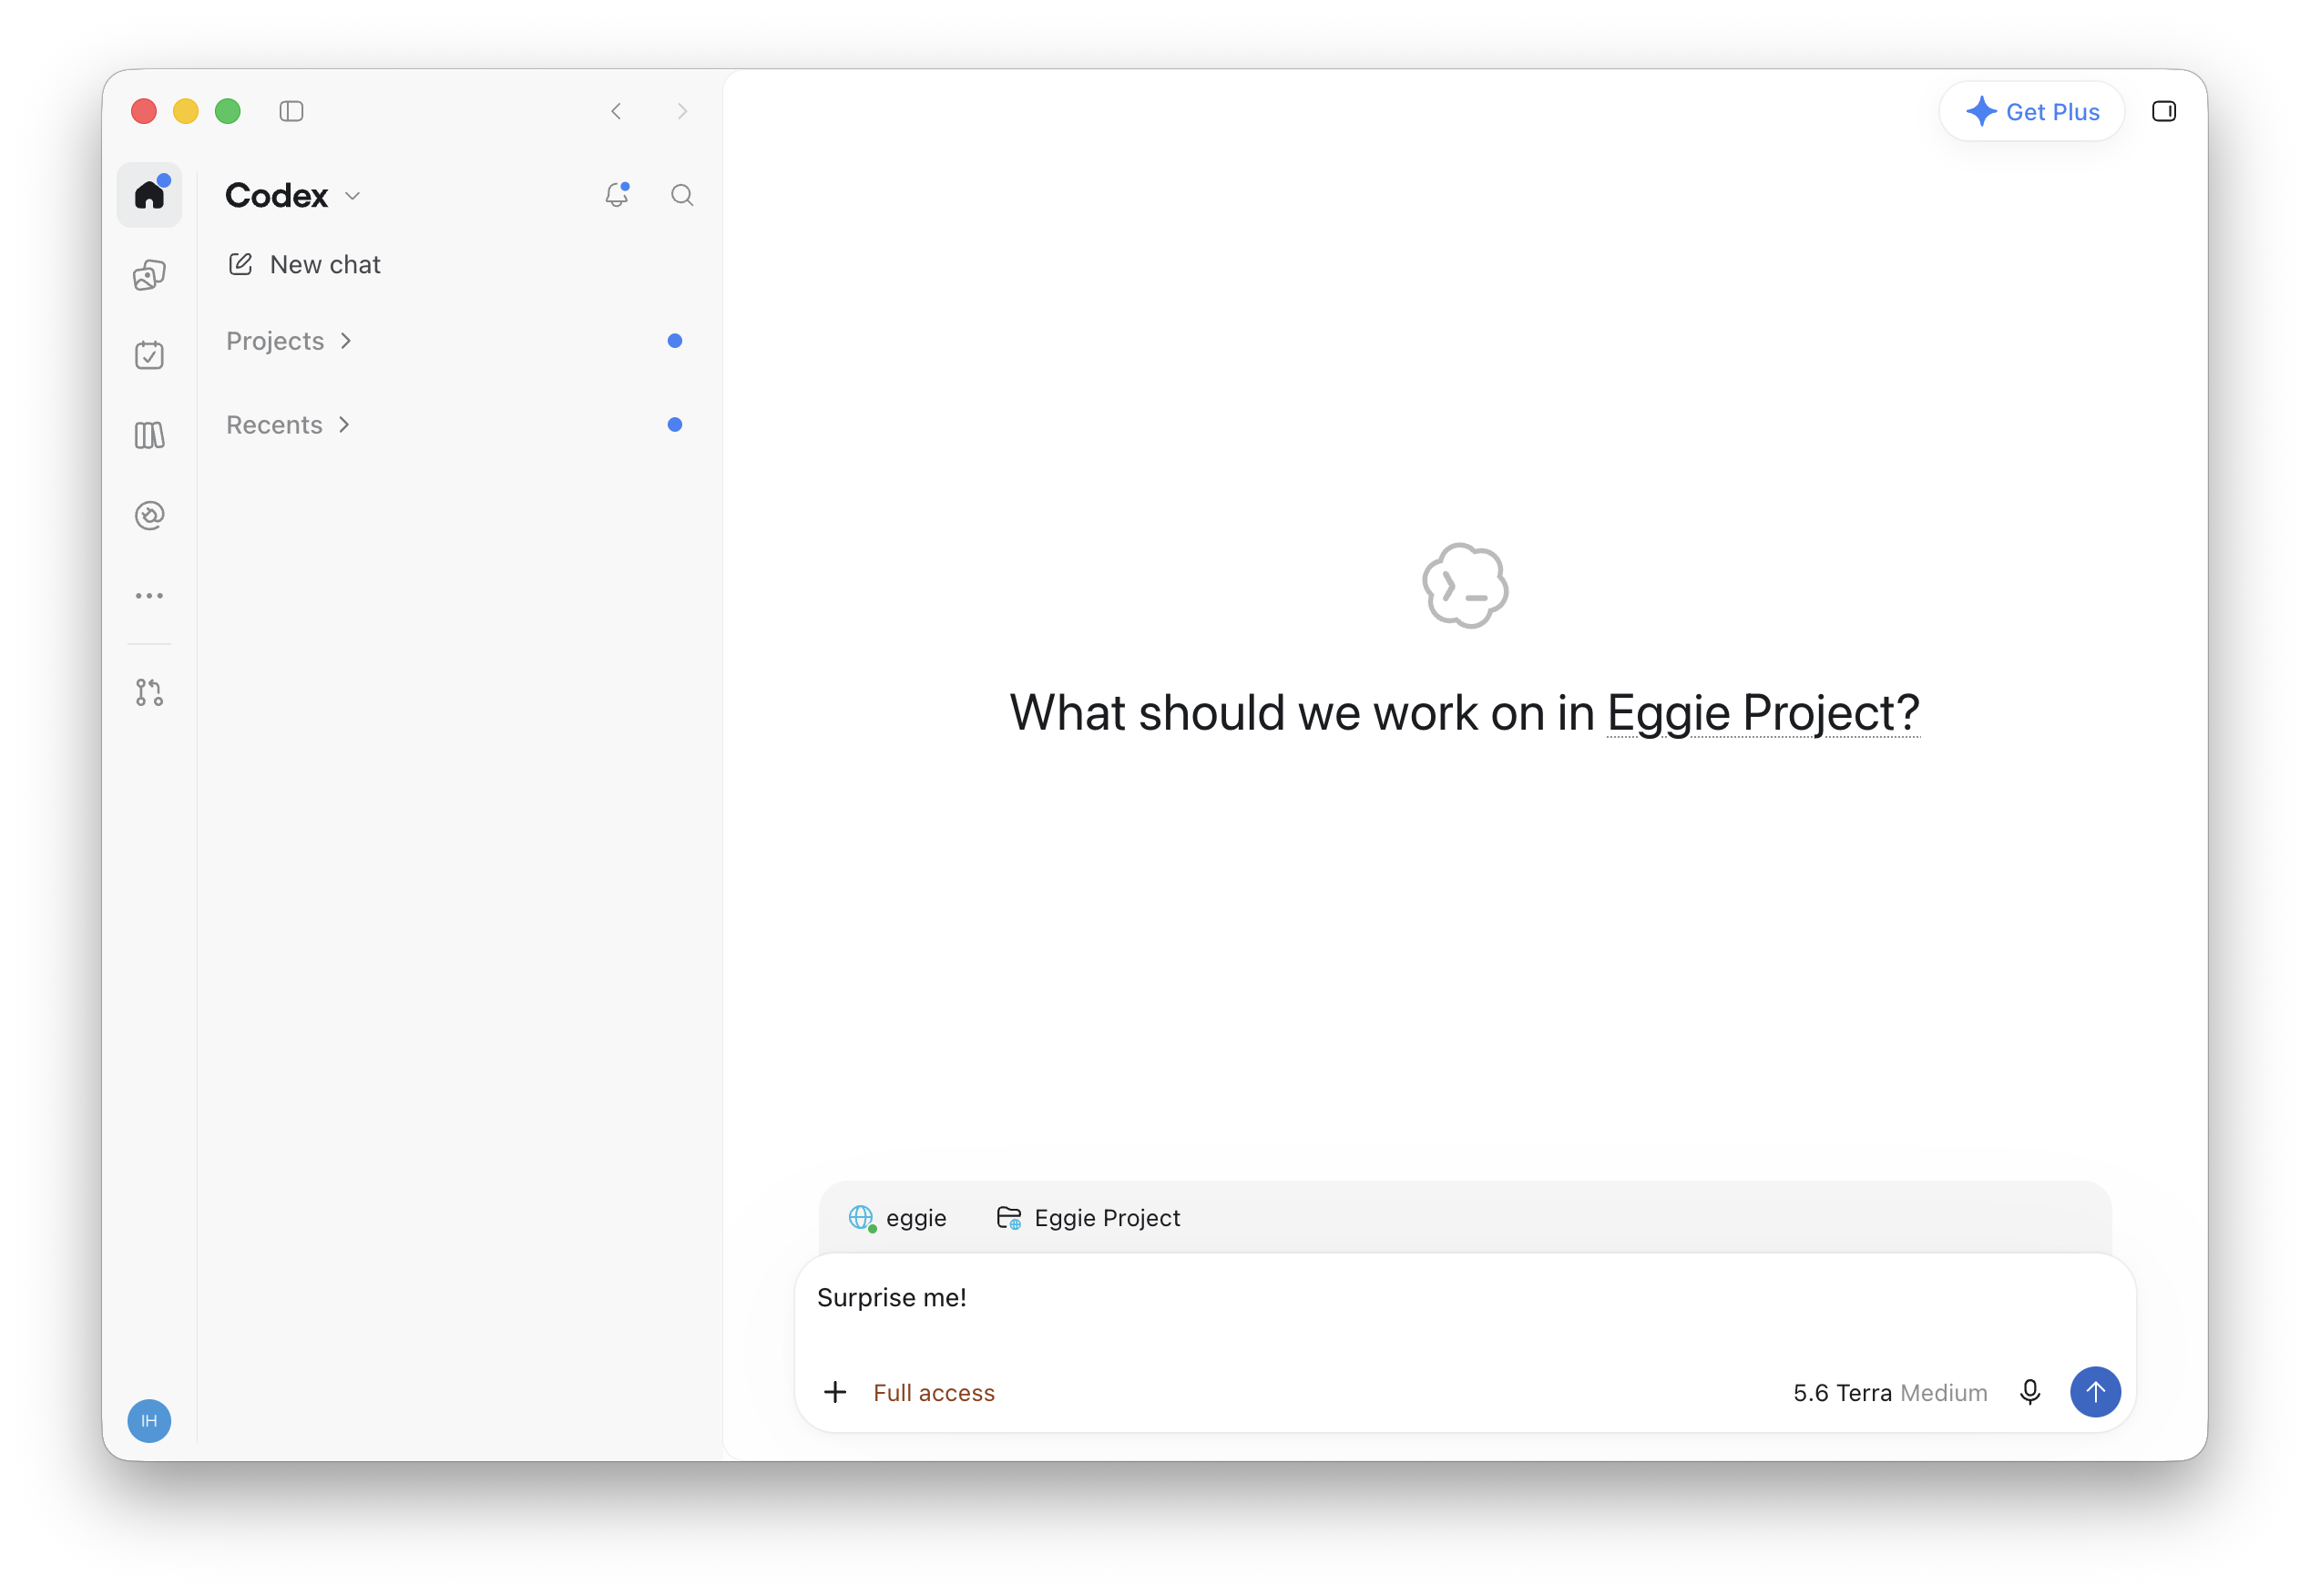 Get Plus
Codex
New chat
Projects
Recents
What should we work on in Eggie Project?
eggie
Eggie Project
Surprise me!
Full access
5.6 Terra Medium
IH